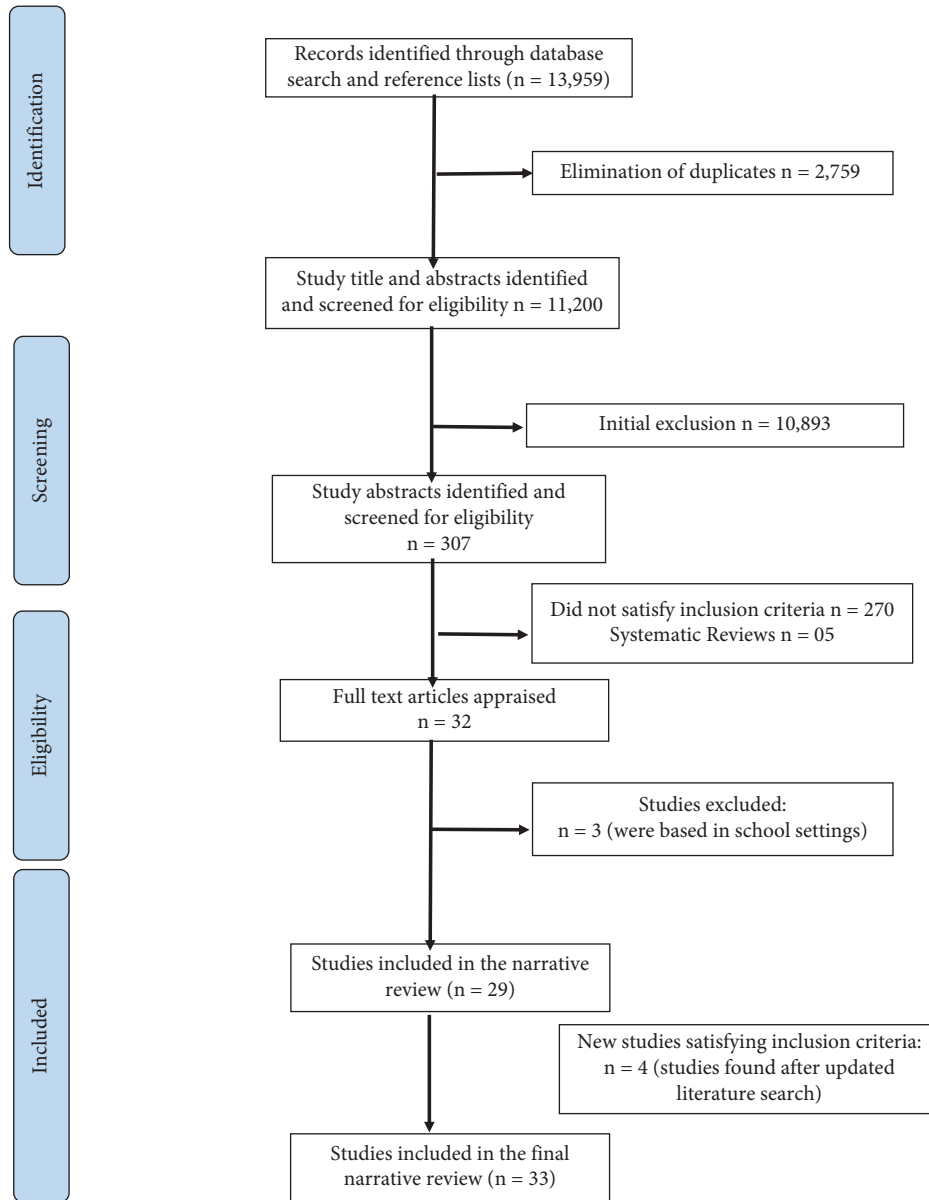 Identification
Records identified through database
search and reference lists (n = 13,959)
Elimination of duplicates n = 2,759
Study title and abstracts identified
and screened for eligibility n = 11,200
Screening
Initial exclusion n = 10,893
Study abstracts identified and
screened for eligibility
n = 307
Eligibility
Did not satisfy inclusion criteria n = 270
Systematic Reviews n = 05
Full text articles appraised
n = 32
Studies excluded:
n = 3 (were based in school settings)
Included
Studies included in the narrative
review (n = 29)
New studies satisfying inclusion criteria:
n = 4 (studies found after updated
literature search)
Studies included in the final
narrative review (n = 33)